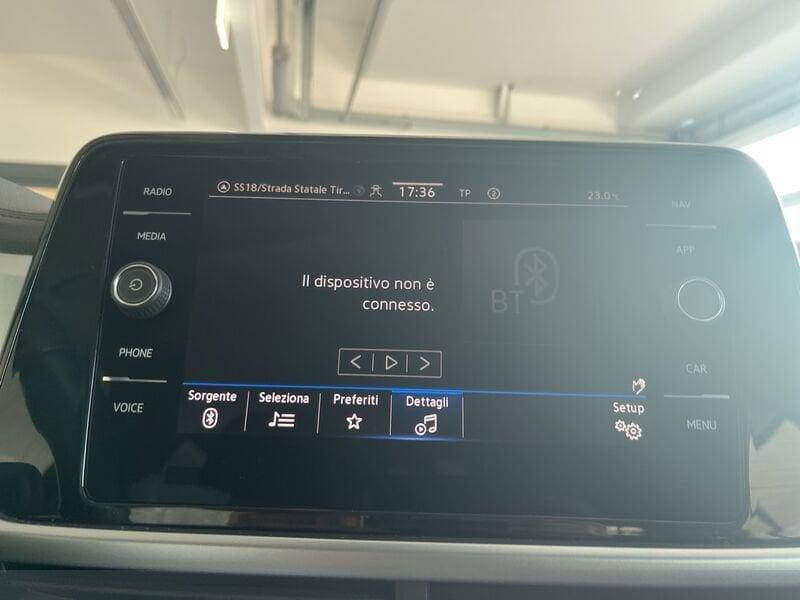 RADIO
MEDIA
PHONE
VOICE
SS18/Strada Statale Tir...
17:36
TP
2
23.0°C
Il dispositivo non è
connesso.
BT
Sorgente
Seleziona
Preferiti
Dettagli
Setup
NAV
APP
CAR
MENU